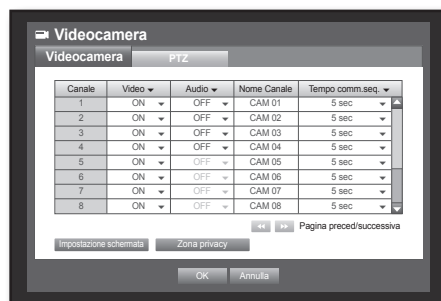 Videocamera
Videocamera PTZ
Canale Video Audio Nome Canale Tempo comm.seq.
1 ON OFF CAM 01 5 sec
2 ON OFF CAM 02 5 sec
3 ON OFF CAM 03 5 sec
4 ON OFF CAM 04 5 sec
5 ON OFF CAM 05 5 sec
6 ON OFF CAM 06 5 sec
7 ON OFF CAM 07 5 sec
8 ON OFF CAM 08 5 sec
Pagina preced/successiva
Impostazione schermata Zona privacy
OK Annulla